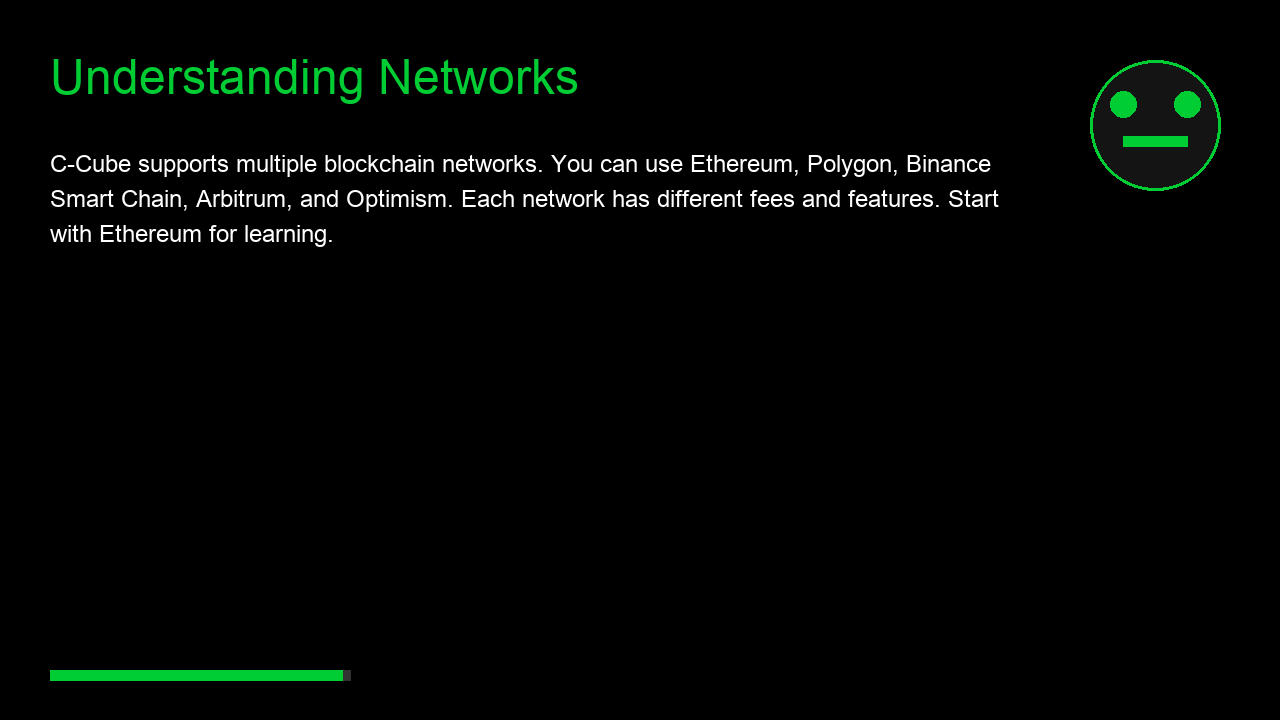 Understanding Networks
C-Cube supports multiple blockchain networks. You can use Ethereum, Polygon, Binance
Smart Chain, Arbitrum, and Optimism. Each network has different fees and features. Start
with Ethereum for learning.